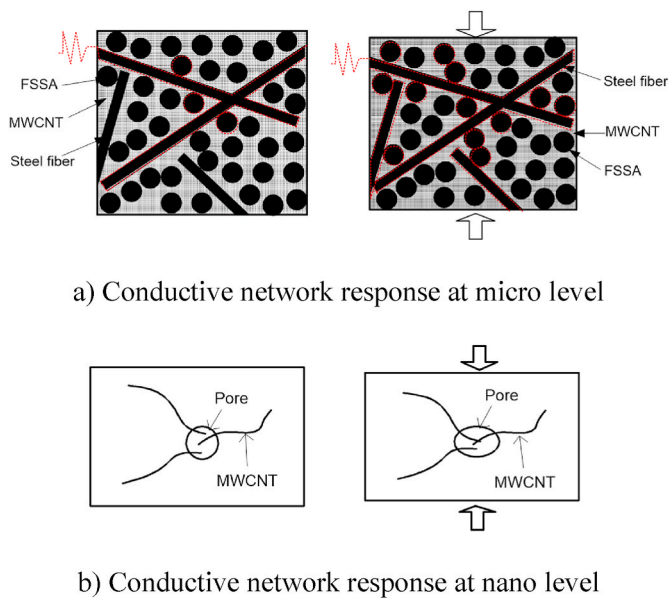 FSSA
MWCNT
Steel fiber
Steel fiber
MWCNT
FSSA
a) Conductive network response at micro level
Pore
MWCNT
Pore
MWCNT
b) Conductive network response at nano level